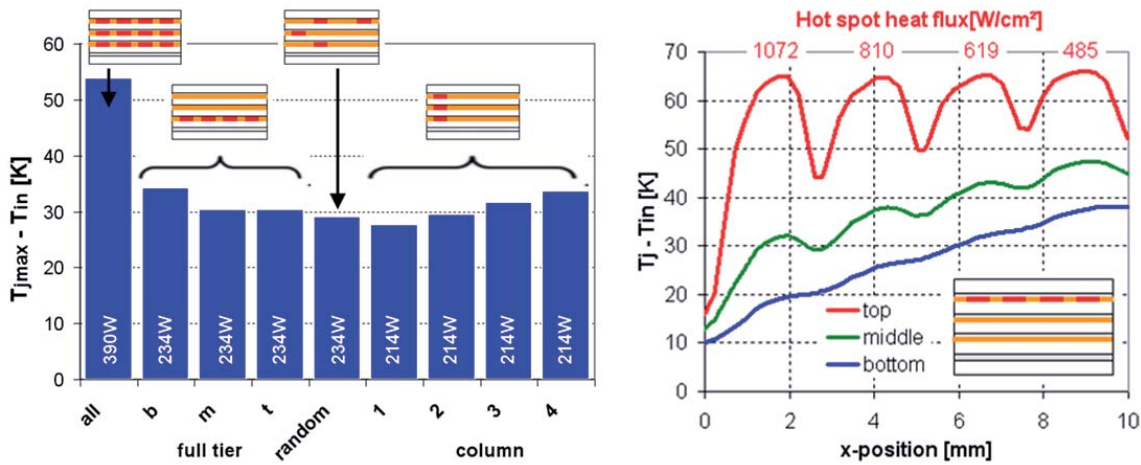 60
50
40
30
20
10
0
Tjmax - Tin [K]
390W
234W
234W
234W
234W
214W
214W
214W
214W
all
b
m
t
random
1
2
3
4
full tier
column
Hot spot heat flux[W/cm²]
1072 810 619 485
70
60
50
40
30
20
10
0
Tj - Tin [K]
top
middle
bottom
0 2 4 6 8 10
x-position [mm]